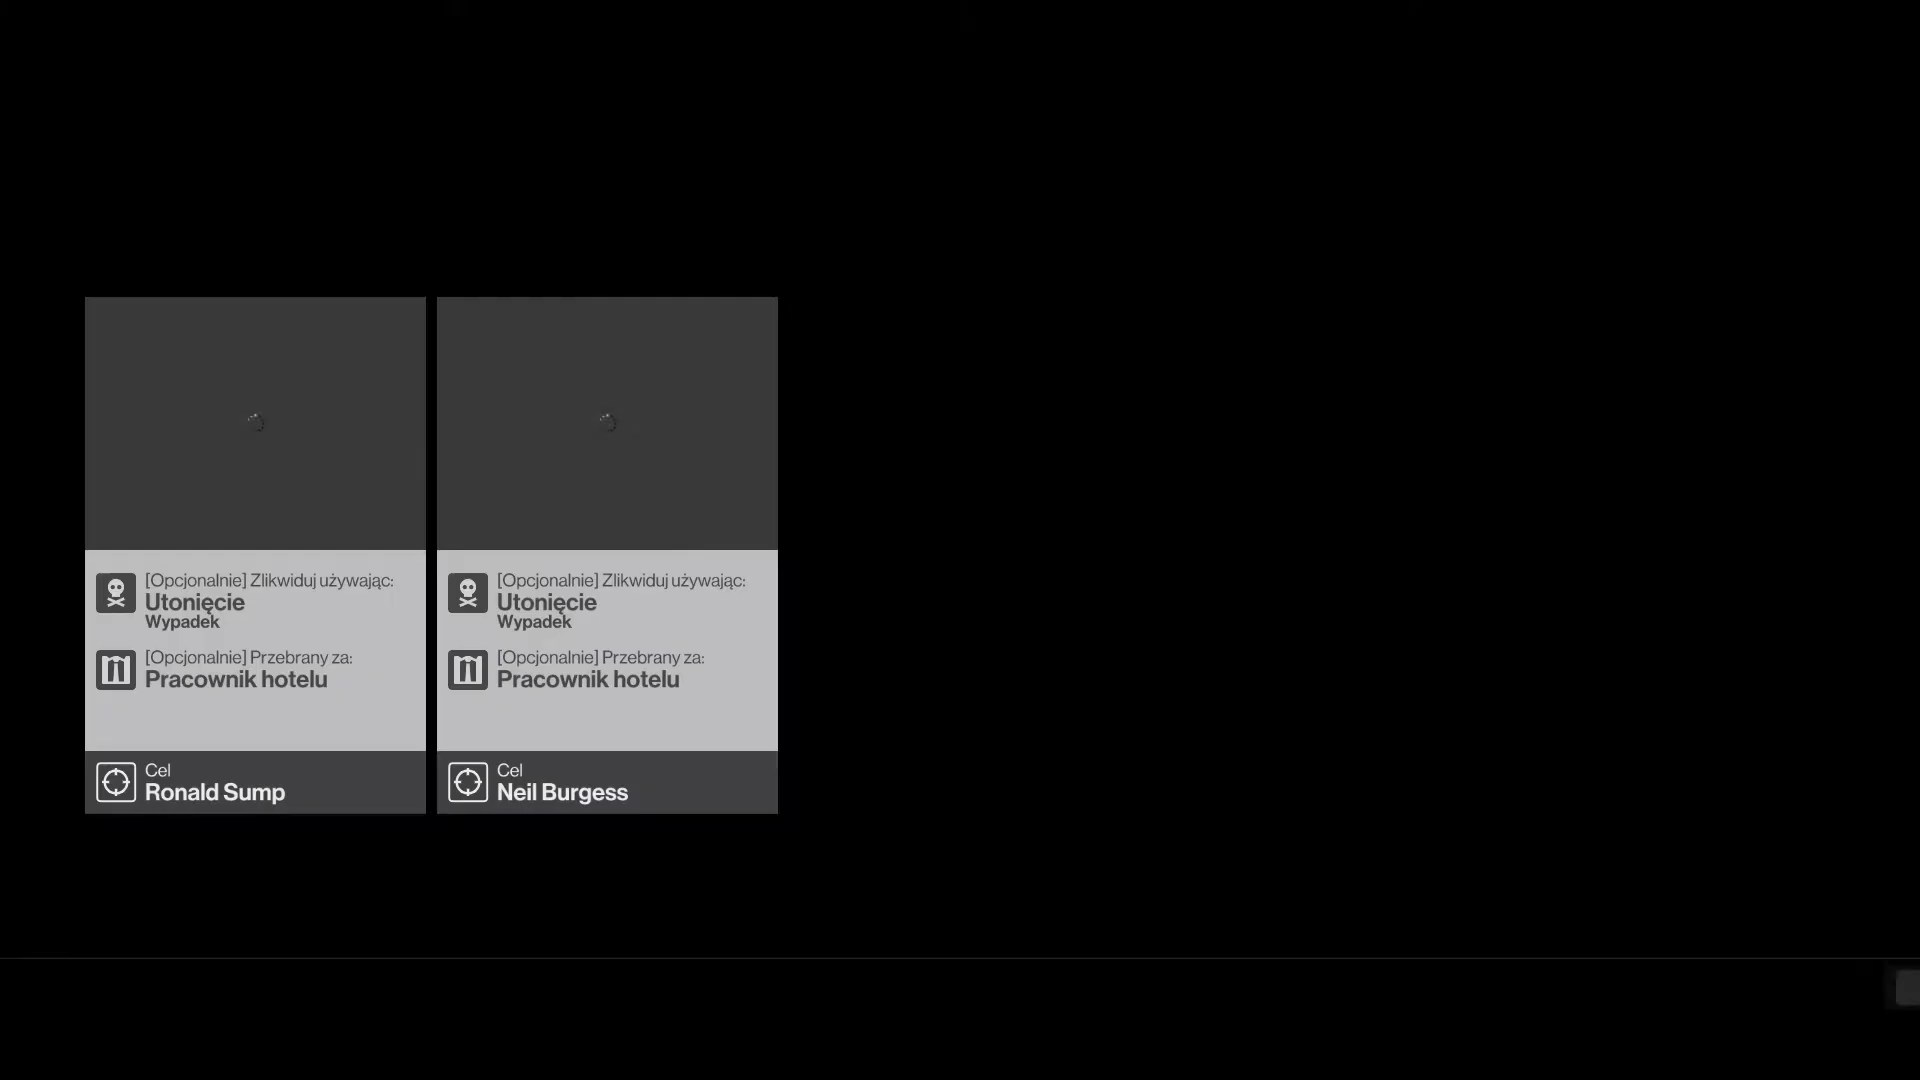 [Opcjonalnie] Zlikwiduj używając:
Utonięcie
Wypadek
[Opcjonalnie] Przebrany za:
Pracownik hotelu
Cel
Ronald Sump
[Opcjonalnie] Zlikwiduj używając:
Utonięcie
Wypadek
[Opcjonalnie] Przebrany za:
Pracownik hotelu
Cel
Neil Burgess